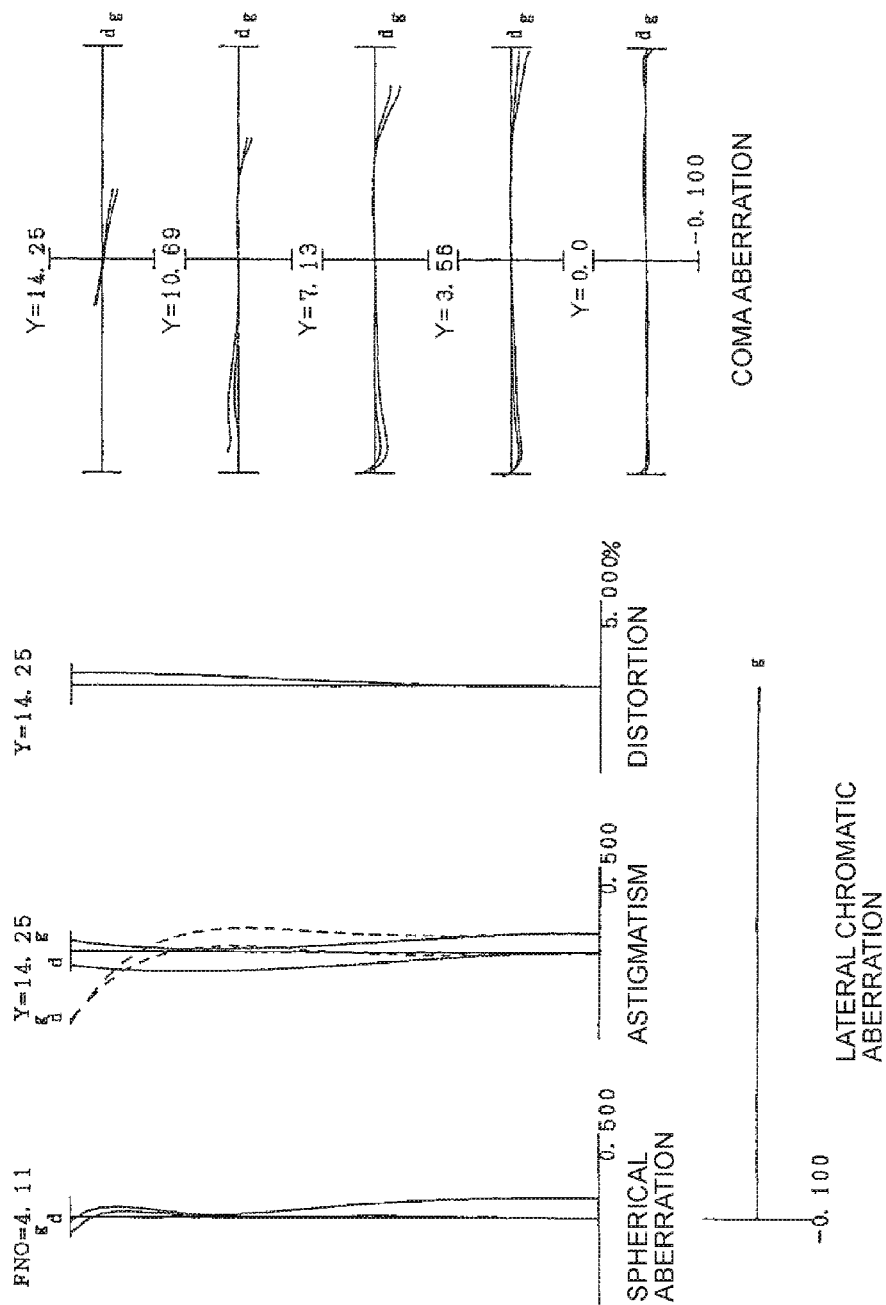 FNO=4. 11
g
d
0. 500
SPHERICAL
ABERRATION
Y=14. 25
g
d
d
g
0. 500
ASTIGMATISM
Y=14. 25
5. 000%
DISTORTION
-0. 100
g
LATERAL CHROMATIC
ABERRATION
Y=14. 25
d g
Y=10. 69
d g
Y=7. 13
d g
Y=3. 56
d g
Y=0. 0
d g
-0. 100
COMA ABERRATION